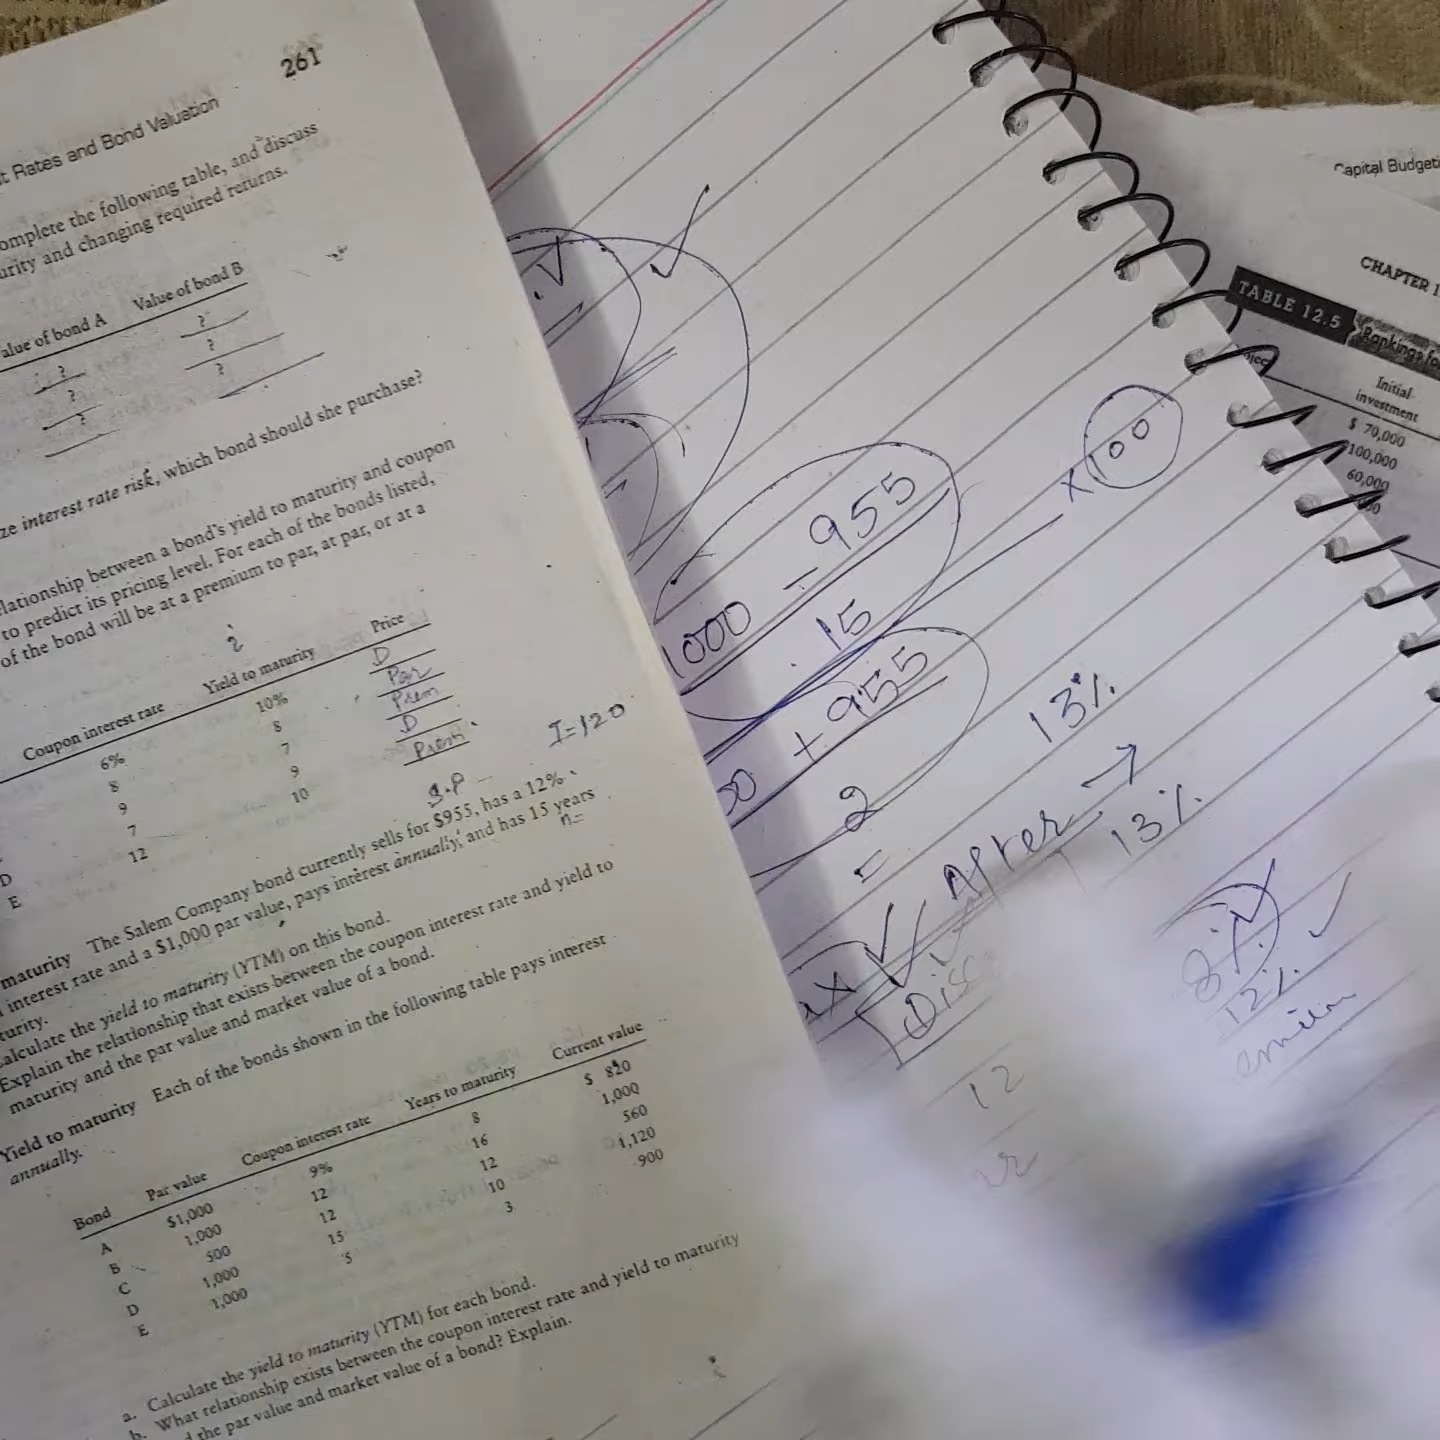 261
t Rates and Bond Valuation
omplete the following table, and discuss
urity and changing required returns.
alue of bond A Value of bond B
? ?
? ?
? ?
ze interest rate risk, which bond should she purchase?
lationship between a bond's yield to maturity and coupon
to predict its pricing level. For each of the bonds listed,
of the bond will be at a premium to par, at par, or at a
Coupon interest rate Yield to maturity Price
6% 10% D
8 8 Par
9 7 Prem
D 7 9 D
E 12 10 Prem
S.P
I=120
maturity The Salem Company bond currently sells for $955, has a 12%
interest rate and a $1,000 par value, pays interest annually, and has 15 years
n=
turity.
alculate the yield to maturity (YTM) on this bond.
Explain the relationship that exists between the coupon interest rate and yield to
maturity and the par value and market value of a bond.
Yield to maturity Each of the bonds shown in the following table pays interest
annually.
Bond Par value Coupon interest rate Years to maturity Current value
A $1,000 9% 8 $ 820
B 1,000 12 16 1,000
C 500 12 12 560
D 1,000 15 10 1,120
E 1,000 5 3 900
a. Calculate the yield to maturity (YTM) for each bond.
b. What relationship exists between the coupon interest rate and yield to maturity
d the par value and market value of a bond? Explain.
1000 - 955
15
× 100
00 + 955
2
= 13%
After →
13%
Dis
12%
12
Capital Budgeti
CHAPTER 1
TABLE 12.5 Rankings fo
Initial
investment
$ 70,000
100,000
60,000